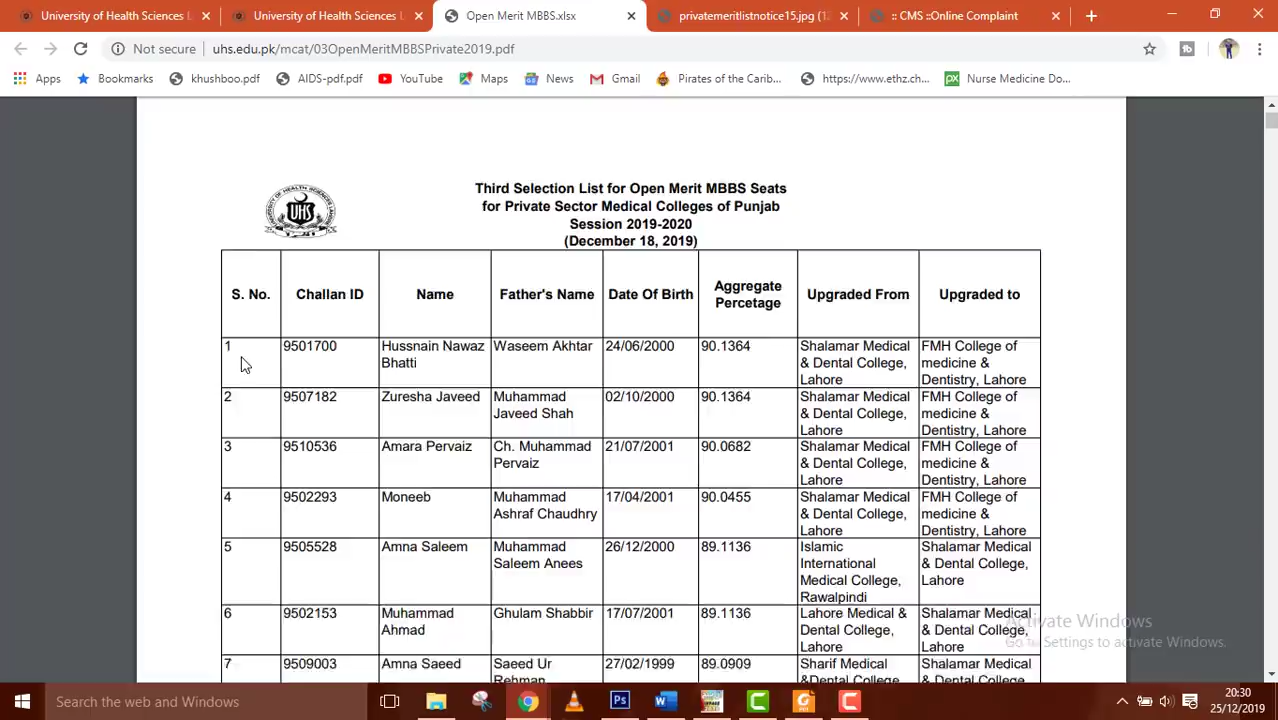 University of Health Sciences L
University of Health Sciences L
Open Merit MBBS.xlsx
privatemeritlistnotice15.jpg (12
:: CMS ::Online Complaint
Not secure
uhs.edu.pk/mcat/03OpenMeritMBBSPrivate2019.pdf
Apps
Bookmarks
khushboo.pdf
AIDS-pdf.pdf
YouTube
Maps
News
Gmail
Pirates of the Carib...
https://www.ethz.ch...
Nurse Medicine Do...
Third Selection List for Open Merit MBBS Seats
for Private Sector Medical Colleges of Punjab
Session 2019-2020
(December 18, 2019)
UHS
S. No.
Challan ID
Name
Father's Name
Date Of Birth
Aggregate
Percetage
Upgraded From
Upgraded to
1
9501700
Hussnain Nawaz
Bhatti
Waseem Akhtar
24/06/2000
90.1364
Shalamar Medical
& Dental College,
Lahore
FMH College of
medicine &
Dentistry, Lahore
2
9507182
Zuresha Javeed
Muhammad
Javeed Shah
02/10/2000
90.1364
Shalamar Medical
& Dental College,
Lahore
FMH College of
medicine &
Dentistry, Lahore
3
9510536
Amara Pervaiz
Ch. Muhammad
Pervaiz
21/07/2001
90.0682
Shalamar Medical
& Dental College,
Lahore
FMH College of
medicine &
Dentistry, Lahore
4
9502293
Moneeb
Muhammad
Ashraf Chaudhry
17/04/2001
90.0455
Shalamar Medical
& Dental College,
Lahore
FMH College of
medicine &
Dentistry, Lahore
5
9505528
Amna Saleem
Muhammad
Saleem Anees
26/12/2000
89.1136
Islamic
International
Medical College,
Rawalpindi
Shalamar Medical
& Dental College,
Lahore
6
9502153
Muhammad
Ahmad
Ghulam Shabbir
17/07/2001
89.1136
Lahore Medical &
Dental College,
Lahore
Shalamar Medical
& Dental College,
Lahore
7
9509003
Amna Saeed
Saeed Ur
Rehman
27/02/1999
89.0909
Sharif Medical
&Dental College,
Shalamar Medical
& Dental College,
Activate Windows
Go to Settings to activate Windows.
Search the web and Windows
20:30
25/12/2019